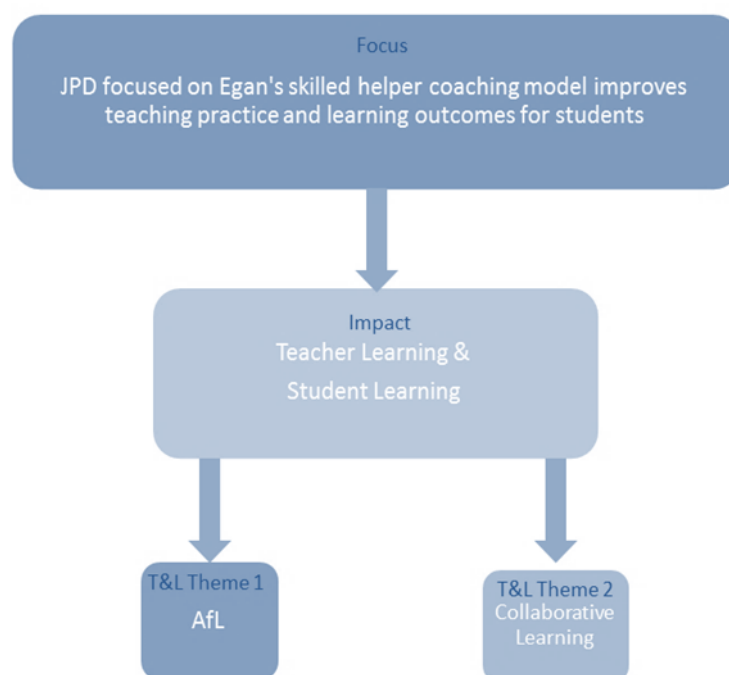 Focus
JPD focused on Egan's skilled helper coaching model improves
teaching practice and learning outcomes for students
Impact
Teacher Learning &
Student Learning
T&L Theme 1
AfL
T&L Theme 2
Collaborative
Learning